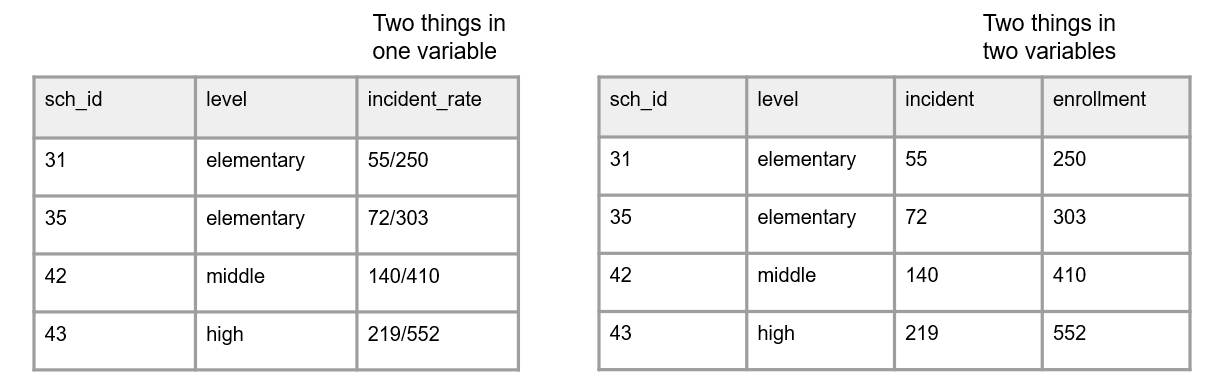 Two things in
one variable
sch_id level incident_rate
31 elementary 55/250
35 elementary 72/303
42 middle 140/410
43 high 219/552
Two things in
two variables
sch_id level incident enrollment
31 elementary 55 250
35 elementary 72 303
42 middle 140 410
43 high 219 552